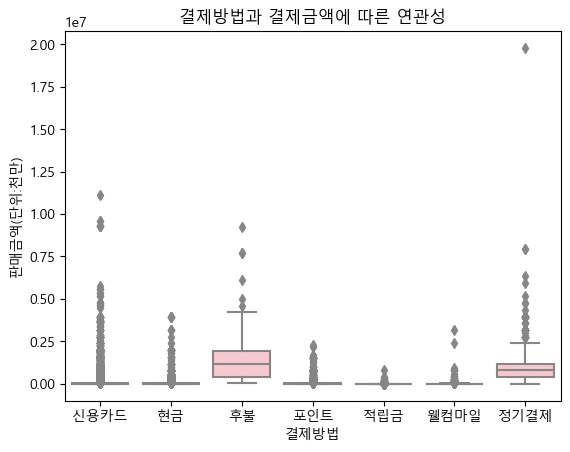 결제방법과 결제금액에 따른 연관성
1e7
2.00
1.75
1.50
1.25
1.00
0.75
0.50
0.25
0.00
판매금액(단위:천만)
신용카드 현금 후불 포인트 적립금 웰컴마일 정기결제
결제방법